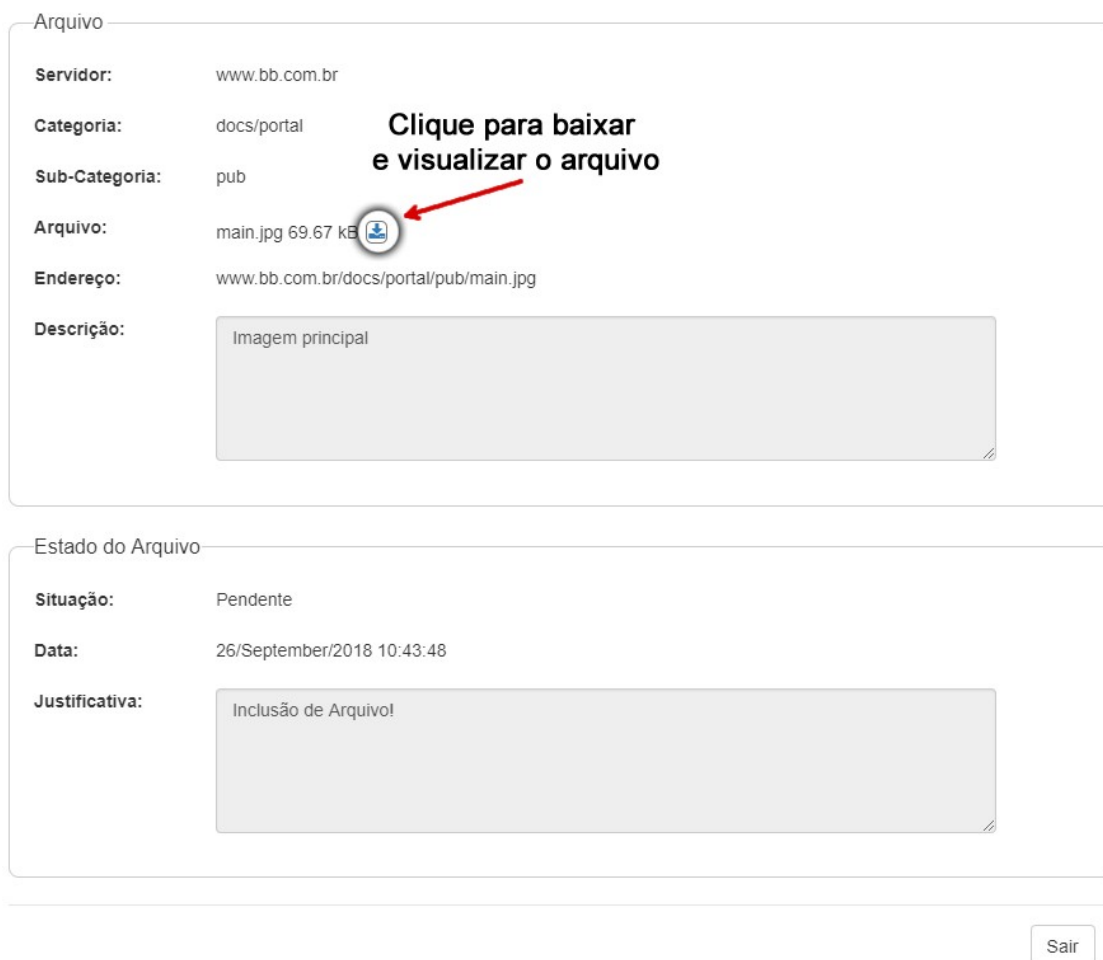 Arquivo
Servidor: www.bb.com.br
Categoria: docs/portal
Clique para baixar
e visualizar o arquivo
Sub-Categoria: pub
Arquivo: main.jpg 69.67 kB
Endereço: www.bb.com.br/docs/portal/pub/main.jpg
Descrição: Imagem principal
Estado do Arquivo
Situação: Pendente
Data: 26/September/2018 10:43:48
Justificativa: Inclusão de Arquivo!
Sair